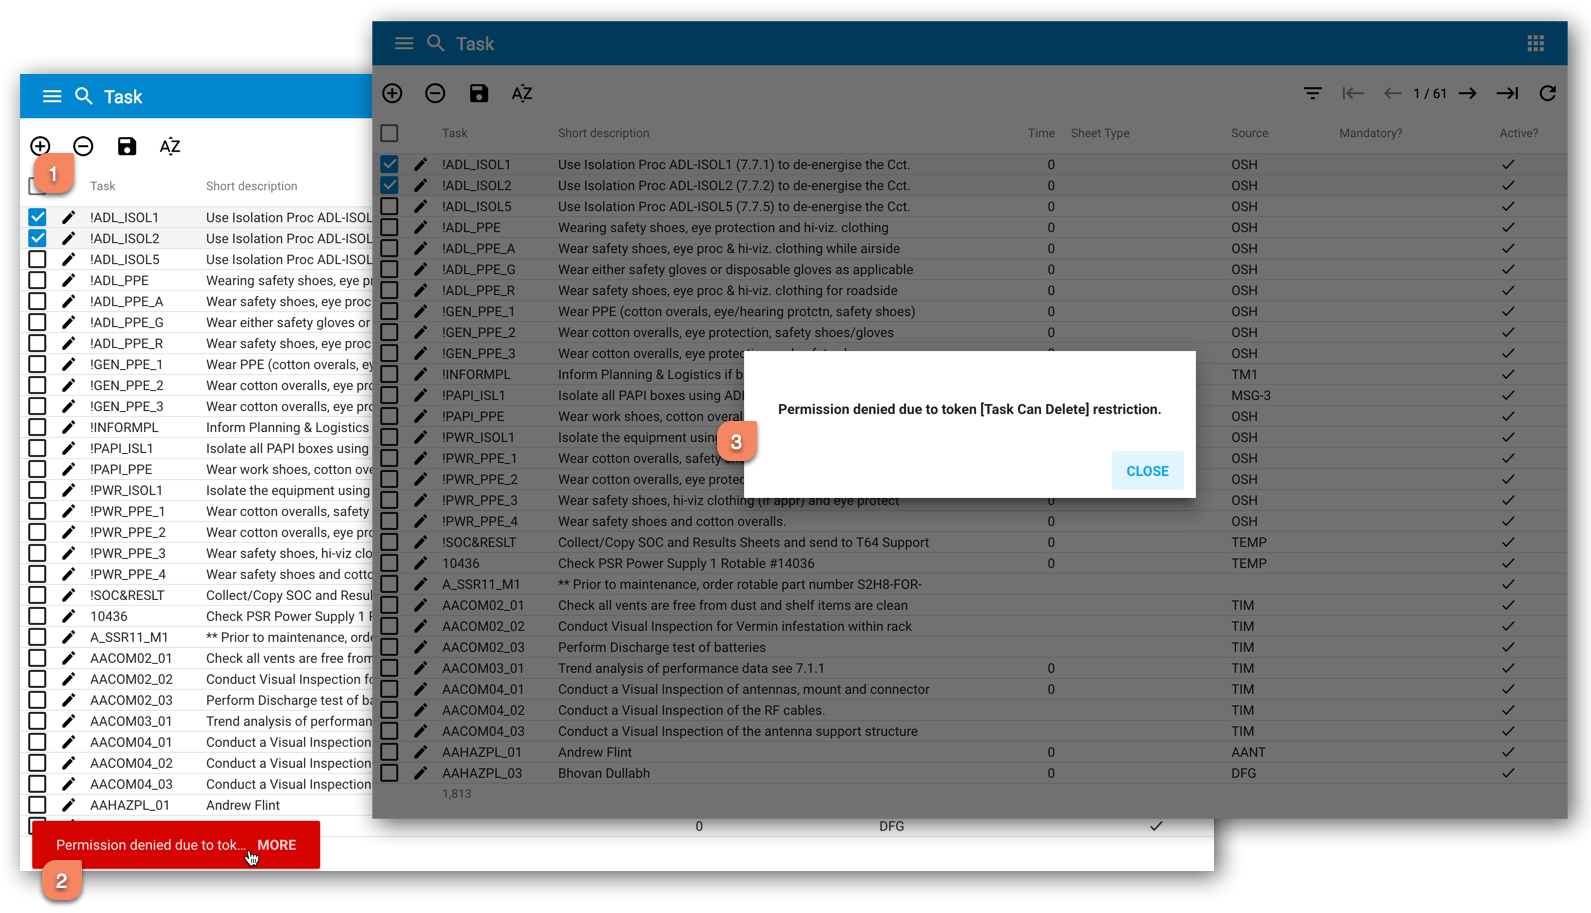 Task
1
Task Short description
!ADL_ISOL1 Use Isolation Proc ADL-ISOL
!ADL_ISOL2 Use Isolation Proc ADL-ISOL
!ADL_ISOL5 Use Isolation Proc ADL-ISOL
!ADL_PPE Wearing safety shoes, eye pr
!ADL_PPE_A Wear safety shoes, eye proc
!ADL_PPE_G Wear either safety gloves or
!ADL_PPE_R Wear safety shoes, eye proc
!GEN_PPE_1 Wear PPE (cotton overals, ey
!GEN_PPE_2 Wear cotton overalls, eye pro
!GEN_PPE_3 Wear cotton overalls, eye pro
!INFORMPL Inform Planning & Logistics
!PAPI_ISL1 Isolate all PAPI boxes using
!PAPI_PPE Wear work shoes, cotton ove
!PWR_ISOL1 Isolate the equipment using
!PWR_PPE_1 Wear cotton overalls, safety
!PWR_PPE_2 Wear cotton overalls, eye pro
!PWR_PPE_3 Wear safety shoes, hi-viz clo
!PWR_PPE_4 Wear safety shoes and cotto
!SOC&RESLT Collect/Copy SOC and Resul
10436 Check PSR Power Supply 1 R
A_SSR11_M1 ** Prior to maintenance, orde
AACOM02_01 Check all vents are free from
AACOM02_02 Conduct Visual Inspection fo
AACOM02_03 Perform Discharge test of ba
AACOM03_01 Trend analysis of performan
AACOM04_01 Conduct a Visual Inspection
AACOM04_02 Conduct a Visual Inspection
AACOM04_03 Conduct a Visual Inspection
AAHAZPL_01 Andrew Flint
0 DFG
Permission denied due to tok... MORE
2
Task
1 / 61
Task Short description Time Sheet Type Source Mandatory? Active?
!ADL_ISOL1 Use Isolation Proc ADL-ISOL1 (7.7.1) to de-energise the Cct. 0 OSH
!ADL_ISOL2 Use Isolation Proc ADL-ISOL2 (7.7.2) to de-energise the Cct. 0 OSH
!ADL_ISOL5 Use Isolation Proc ADL-ISOL5 (7.7.5) to de-energise the Cct. 0 OSH
!ADL_PPE Wearing safety shoes, eye protection and hi-viz. clothing 0 OSH
!ADL_PPE_A Wear safety shoes, eye proc & hi-viz. clothing while airside 0 OSH
!ADL_PPE_G Wear either safety gloves or disposable gloves as applicable 0 OSH
!ADL_PPE_R Wear safety shoes, eye proc & hi-viz. clothing for roadside 0 OSH
!GEN_PPE_1 Wear PPE (cotton overals, eye/hearing protctn, safety shoes) 0 OSH
!GEN_PPE_2 Wear cotton overalls, eye protection, safety shoes/gloves 0 OSH
!GEN_PPE_3 Wear cotton overalls, eye protec OSH
!INFORMPL Inform Planning & Logistics if b TM1
!PAPI_ISL1 Isolate all PAPI boxes using ADI MSG-3
!PAPI_PPE Wear work shoes, cotton overal OSH
!PWR_ISOL1 Isolate the equipment using OSH
!PWR_PPE_1 Wear cotton overalls, safety OSH
!PWR_PPE_2 Wear cotton overalls, eye protec OSH
!PWR_PPE_3 Wear safety shoes, hi-viz clothing (if appr) and eye protect 0 OSH
!PWR_PPE_4 Wear safety shoes and cotton overalls. 0 OSH
!SOC&RESLT Collect/Copy SOC and Results Sheets and send to T64 Support 0 TEMP
10436 Check PSR Power Supply 1 Rotable #14036 0 TEMP
A_SSR11_M1 ** Prior to maintenance, order rotable part number S2H8-FOR-
AACOM02_01 Check all vents are free from dust and shelf items are clean TIM
AACOM02_02 Conduct Visual Inspection for Vermin infestation within rack TIM
AACOM02_03 Perform Discharge test of batteries TIM
AACOM03_01 Trend analysis of performance data see 7.1.1 0 TIM
AACOM04_01 Conduct a Visual Inspection of antennas, mount and connector 0 TIM
AACOM04_02 Conduct a Visual Inspection of the RF cables. TIM
AACOM04_03 Conduct a Visual Inspection of the antenna support structure TIM
AAHAZPL_01 Andrew Flint 0 AANT
AAHAZPL_03 Bhovan Dullabh 0 DFG
1,813
Permission denied due to token [Task Can Delete] restriction.
3
CLOSE